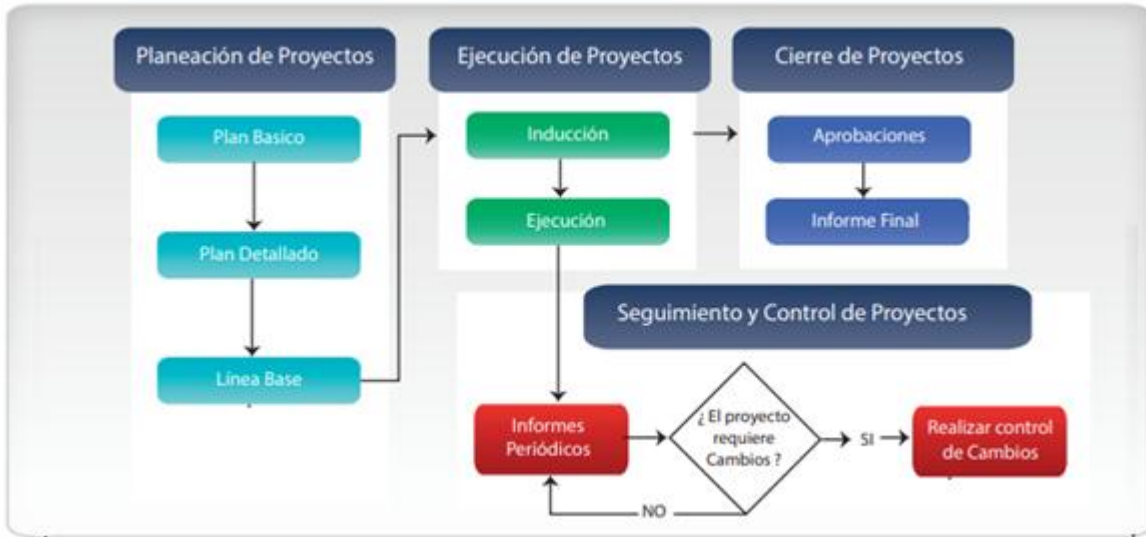 Planeación de Proyectos
Plan Basico
Plan Detallado
Línea Base
Ejecución de Proyectos
Inducción
Ejecución
Cierre de Proyectos
Aprobaciones
Informe Final
Seguimiento y Control de Proyectos
Informes
Periódicos
¿ El proyecto
requiere
Cambios ?
SI
Realizar control
de Cambios
NO